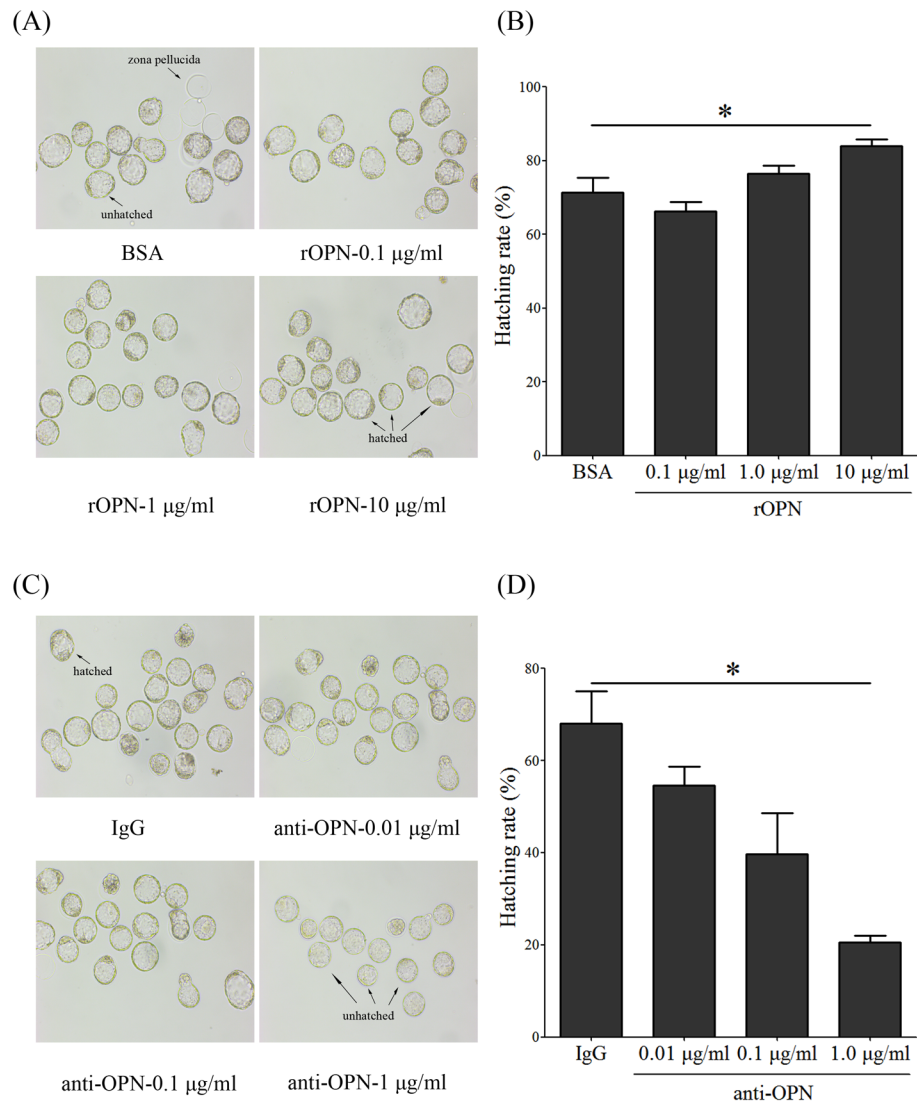 (A)
zona pellucida
unhatched
BSA
rOPN-0.1 μg/ml
hatched
rOPN-1 μg/ml
rOPN-10 μg/ml
(B)
Hatching rate (%)
100
80
60
40
20
0
*
BSA
0.1 μg/ml
1.0 μg/ml
10 μg/ml
rOPN
(C)
hatched
IgG
anti-OPN-0.01 μg/ml
unhatched
anti-OPN-0.1 μg/ml
anti-OPN-1 μg/ml
(D)
Hatching rate (%)
80
60
40
20
0
*
IgG
0.01 μg/ml
0.1 μg/ml
1.0 μg/ml
anti-OPN